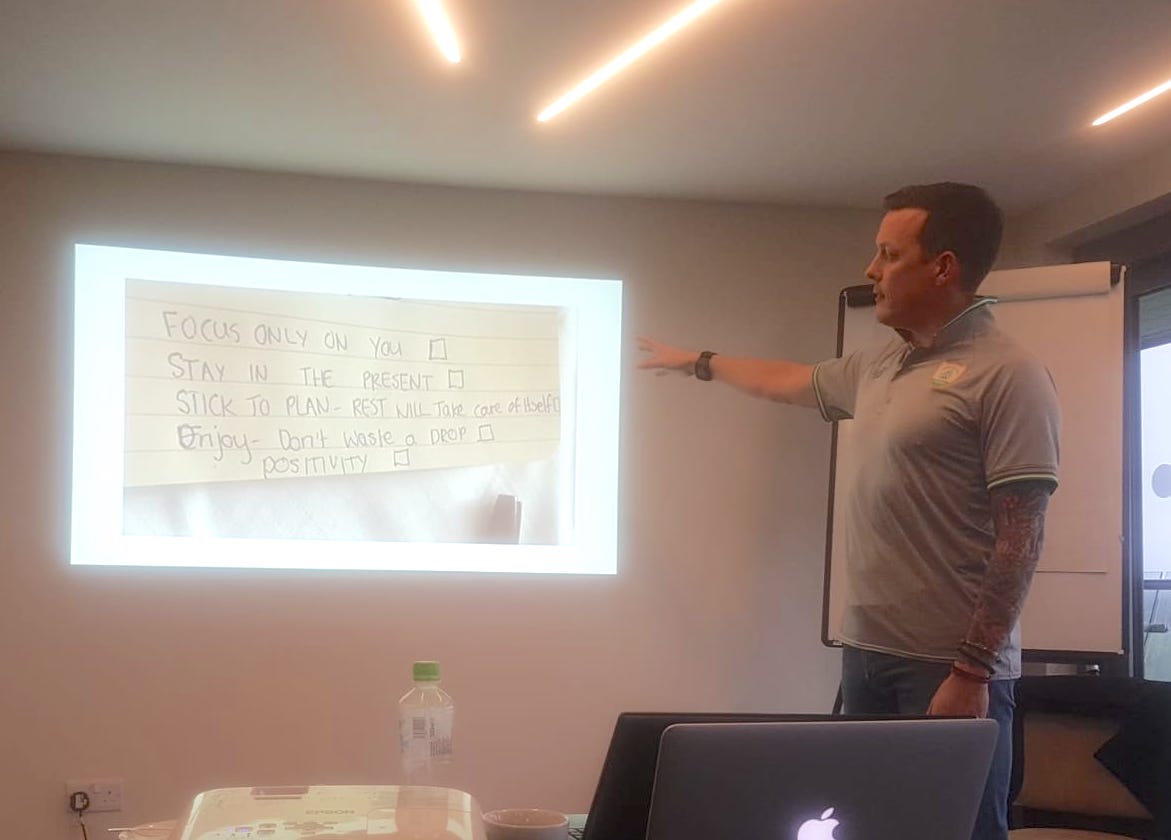 FOCUS ONLY ON YOU
STAY IN THE PRESENT
STICK TO PLAN - REST WILL Take care of Itself
Enjoy - Don't waste a DROP
POSITIVITY
EPSON